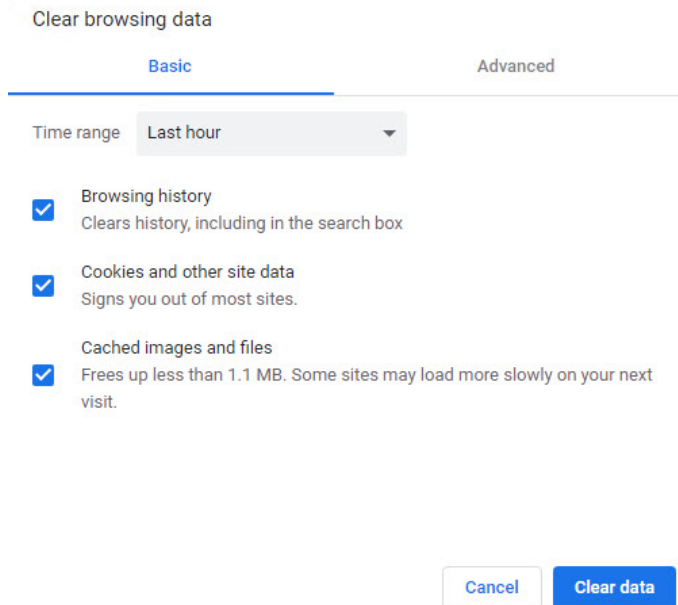 Clear browsing data
Basic Advanced
Time range Last hour
Browsing history
Clears history, including in the search box
Cookies and other site data
Signs you out of most sites.
Cached images and files
Frees up less than 1.1 MB. Some sites may load more slowly on your next
visit.
Cancel Clear data